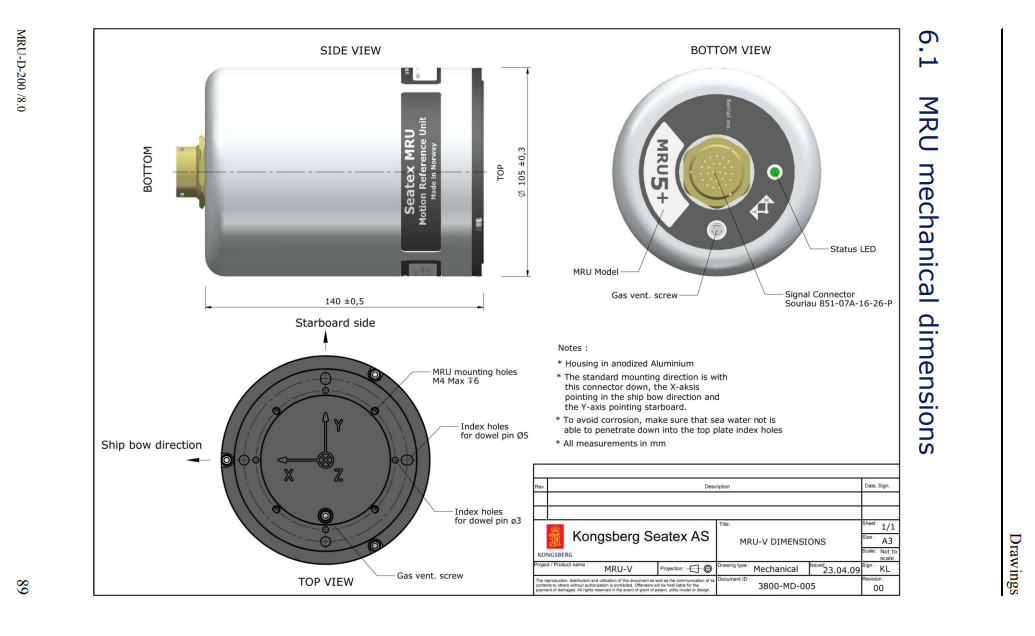 6.1 MRU mechanical dimensions
SIDE VIEW
BOTTOM
Seatex MRU
Motion Reference Unit
Made in Norway
TOP
Ø 105 ±0,3
140 ±0,5
BOTTOM VIEW
Serial no.
MRU5+
Status LED
MRU Model
Gas vent. screw
Signal Connector
Souriau 851-07A-16-26-P
Starboard side
MRU mounting holes
M4 Max ∓6
Y
Index holes
for dowel pin Ø5
Ship bow direction
X
Z
Index holes
for dowel pin ø3
Gas vent. screw
TOP VIEW
Notes :
* Housing in anodized Aluminium
* The standard mounting direction is with
this connector down, the X-aksis
pointing in the ship bow direction and
the Y-axis pointing starboard.
* To avoid corrosion, make sure that sea water not is
able to penetrate down into the top plate index holes
* All measurements in mm
Rev.
Description
Date. Sign.
KONGSBERG
Kongsberg Seatex AS
Title :
MRU-V DIMENSIONS
Sheet : 1/1
Size : A3
Scale : Not to
scale
Project / Product name :
MRU-V
Projection :
Drawing type : Mechanical
Issued 23.04.09
Sign : KL
The reproduction, distribution and utilization of this document as well as the communication of its
contents to others without authorization is prohibited. Offenders will be held liable for the
payment of damages. All rights reserved in the event of grant of patent, utility model or design.
Document ID :
3800-MD-005
Revision :
00
MRU-D-200 /8.0
89
Drawings